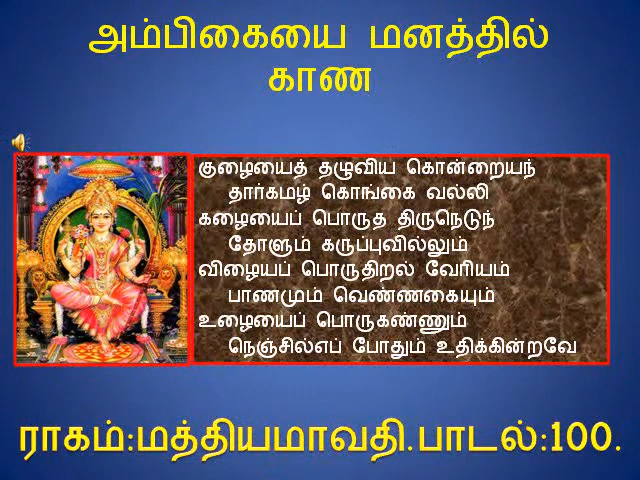 அம்பிகையை மனத்தில்
காண
குழையைத் தழுவிய கொன்றையந்
தார்கமழ் கொங்கை வல்லி
கழையைப் பொருத திருநெடுந்
தோளும் கருப்புவில்லும்
விழையப் பொருதிறல் வேரியம்
பாணமும் வெண்ணகையும்
உழையைப் பொருகண்ணும்
நெஞ்சில்எப் போதும் உதிக்கின்றவே
ராகம்:மத்தியமாவதி.பாடல்:100.